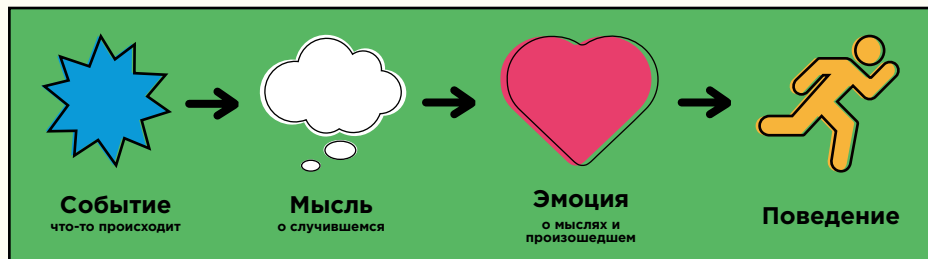 Событие
что-то происходит
Мысль
о случившемся
Эмоция
о мыслях и
произошедшем
Поведение